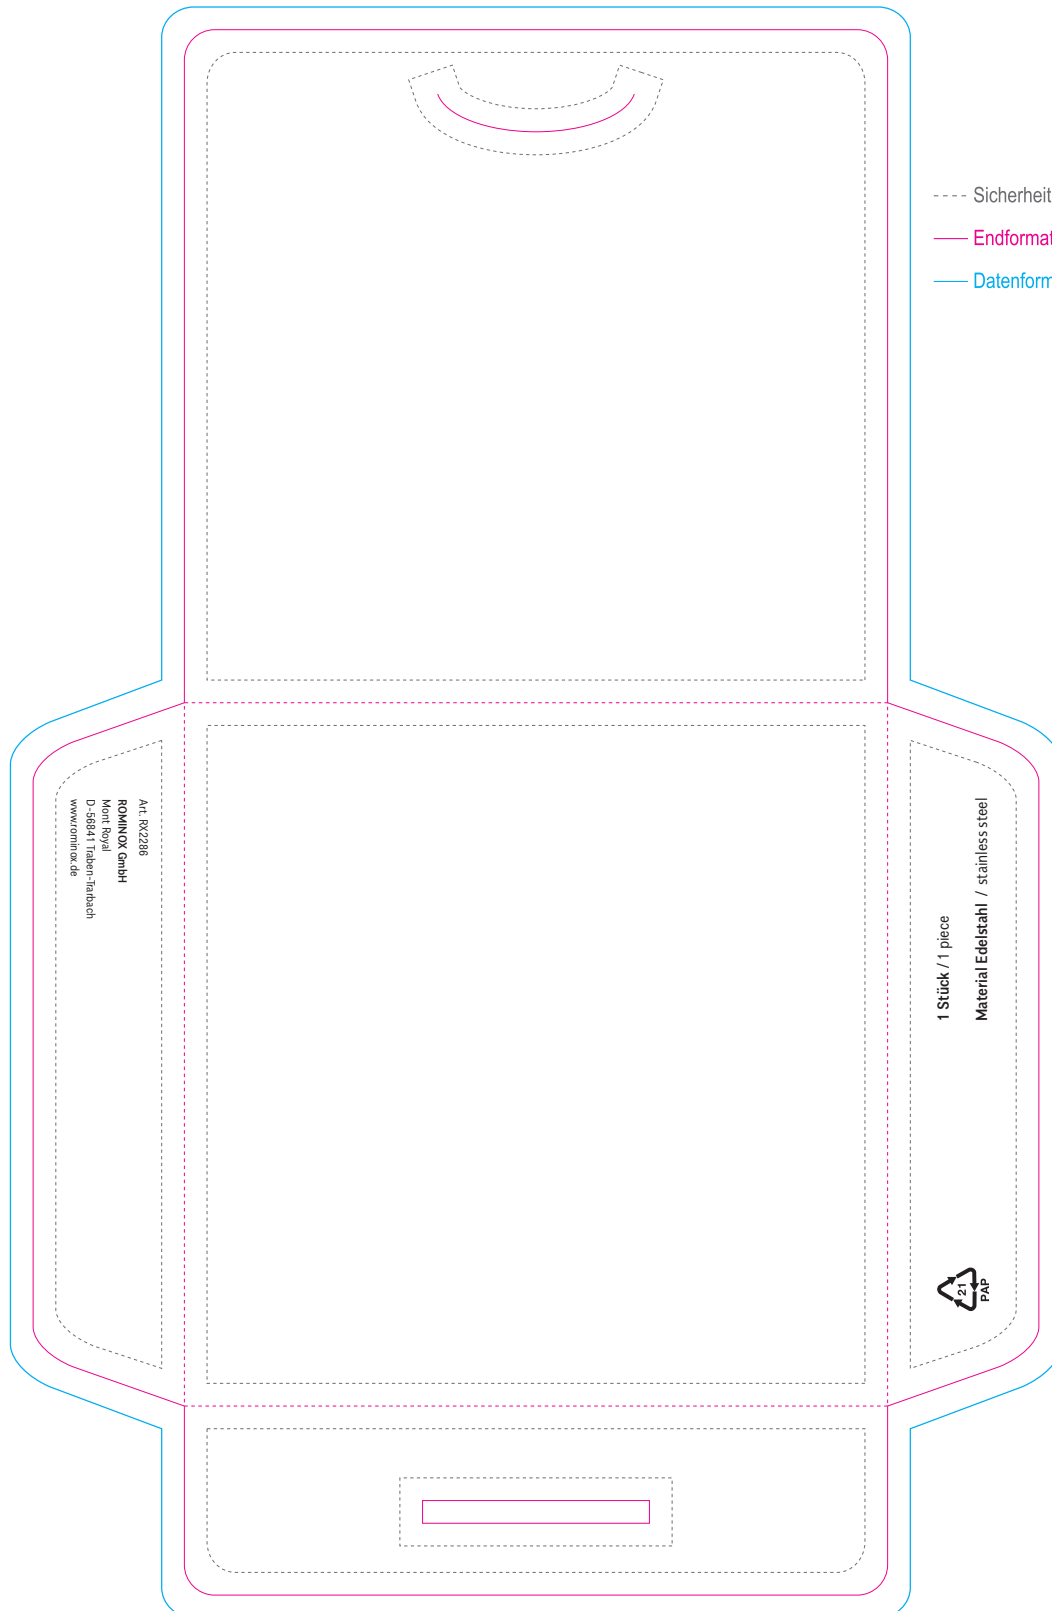 Sicherheit
Endformat
Datenform
Art. RX2286
ROMINOX GmbH
Mont Royal
D-56841 Traben-Trarbach
www.rominox.de
1 Stück / 1 piece
Material Edelstahl / stainless steel
21
PAP